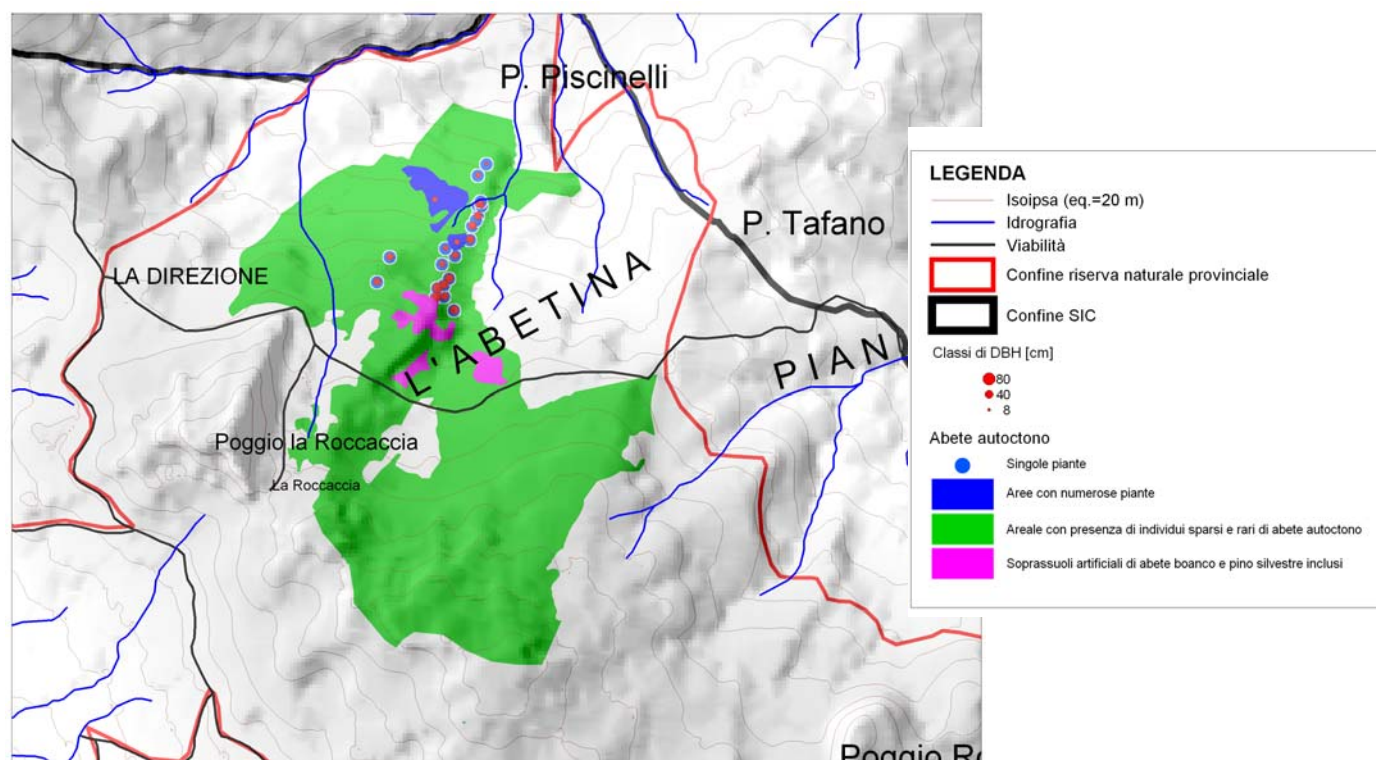 P. Piscinelli
P. Tafano
LA DIREZIONE
L'ABETINA
PIAN
Poggio la Roccaccia
La Roccaccia
Poggio R
LEGENDA
Isoipsa (eq.=20 m)
Idrografia
Viabilità
Confine riserva naturale provinciale
Confine SIC
Classi di DBH [cm]
80
40
8
Abete autoctono
Singole piante
Aree con numerose piante
Areale con presenza di individui sparsi e rari di abete autoctono
Soprassuoli artificiali di abete boanco e pino silvestre inclusi